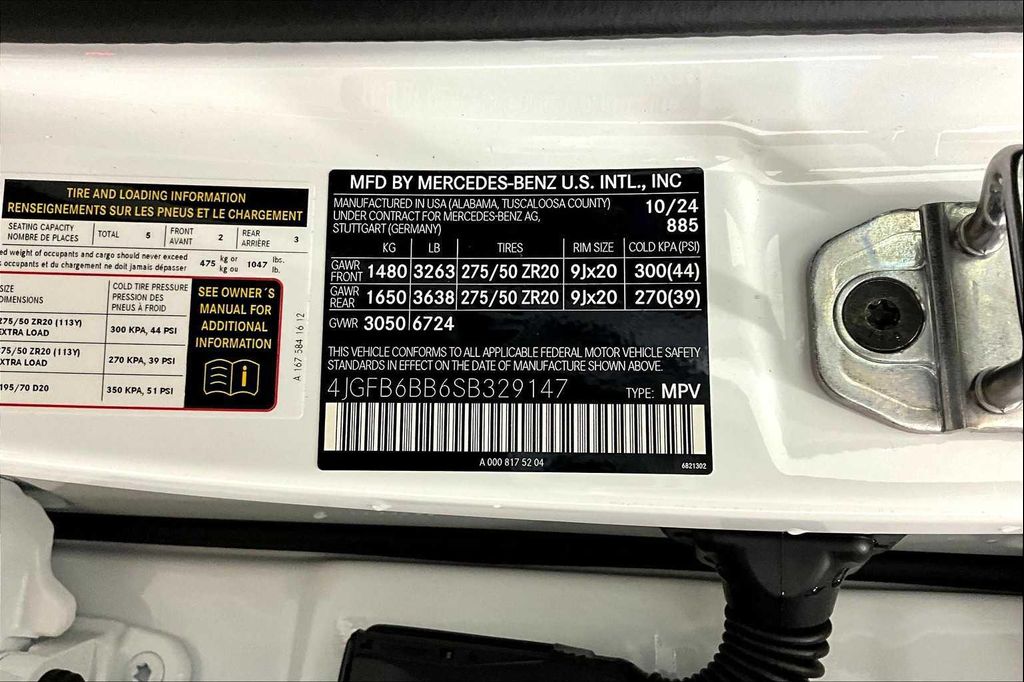 TIRE AND LOADING INFORMATION
RENSEIGNEMENTS SUR LES PNEUS ET LE CHARGEMENT
SEATING CAPACITY
NOMBRE DE PLACES
TOTAL 5
FRONT
AVANT 2
REAR
ARRIÈRE 3
weight of occupants and cargo should never exceed
occupants et du chargement ne doit jamais dépasser
475 kg or
kg ou 1047 lbs.
lb.
SIZE
DIMENSIONS
COLD TIRE PRESSURE
PRESSION DES
PNEUS À FROID
275/50 ZR20 (113Y)
EXTRA LOAD
300 KPA, 44 PSI
275/50 ZR20 (113Y)
EXTRA LOAD
270 KPA, 39 PSI
195/70 D20
350 KPA, 51 PSI
SEE OWNER´S
MANUAL FOR
ADDITIONAL
INFORMATION
i
A 167 584 16 12
MFD BY MERCEDES-BENZ U.S. INTL., INC
MANUFACTURED IN USA (ALABAMA, TUSCALOOSA COUNTY) 10/24
UNDER CONTRACT FOR MERCEDES-BENZ AG, 885
STUTTGART (GERMANY)
KG LB TIRES RIM SIZE COLD KPA(PSI)
GAWR
FRONT 1480 3263 275/50 ZR20 9Jx20 300(44)
GAWR
REAR 1650 3638 275/50 ZR20 9Jx20 270(39)
GVWR 3050 6724
THIS VEHICLE CONFORMS TO ALL APPLICABLE FEDERAL MOTOR VEHICLE SAFETY
STANDARDS IN EFFECT ON THE DATE OF MANUFACTURE SHOWN ABOVE.
4JGFB6BB6SB329147 TYPE: MPV
A 000 817 52 04
6821302